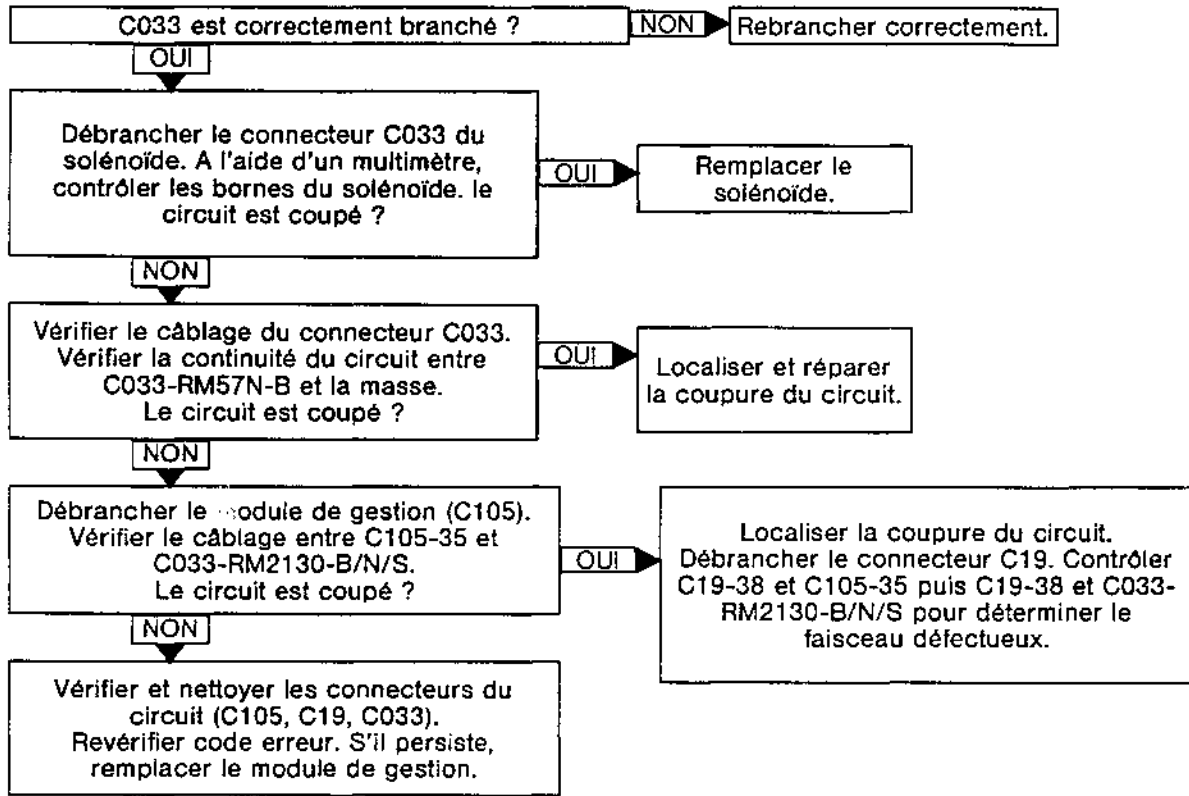 C033 est correctement branché ?
NON
Rebrancher correctement.
OUI
Débrancher le connecteur C033 du
solénoïde. A l'aide d'un multimètre,
contrôler les bornes du solénoïde. le
circuit est coupé ?
OUI
Remplacer le
solénoïde.
NON
Vérifier le câblage du connecteur C033.
Vérifier la continuité du circuit entre
C033-RM57N-B et la masse.
Le circuit est coupé ?
OUI
Localiser et réparer
la coupure du circuit.
NON
Débrancher le module de gestion (C105).
Vérifier le câblage entre C105-35 et
C033-RM2130-B/N/S.
Le circuit est coupé ?
OUI
Localiser la coupure du circuit.
Débrancher le connecteur C19. Contrôler
C19-38 et C105-35 puis C19-38 et C033-
RM2130-B/N/S pour déterminer le
faisceau défectueux.
NON
Vérifier et nettoyer les connecteurs du
circuit (C105, C19, C033).
Revérifier code erreur. S'il persiste,
remplacer le module de gestion.